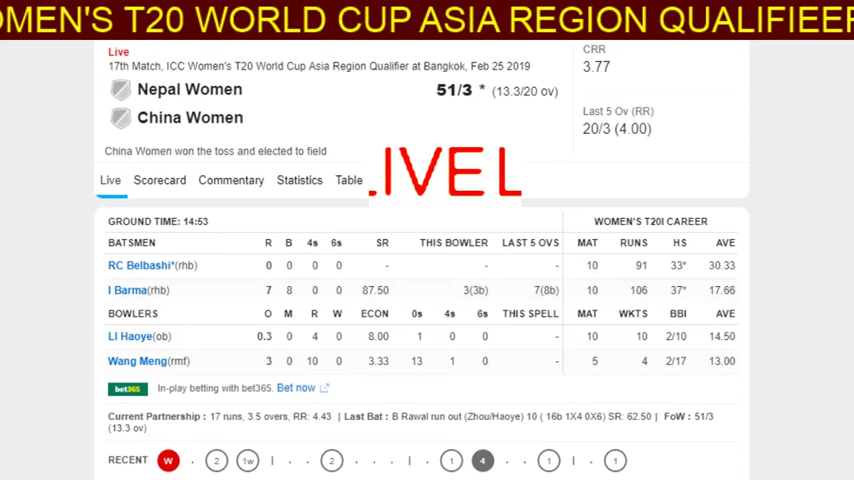 OMEN'S T20 WORLD CUP ASIA REGION QUALIFIEER
Live
17th Match, ICC Women's T20 World Cup Asia Region Qualifier at Bangkok, Feb 25 2019
Nepal Women 51/3 * (13.3/20 ov)
China Women
China Women won the toss and elected to field
CRR
3.77
Last 5 Ov (RR)
20/3 (4.00)
Live Scorecard Commentary Statistics Table
LIVEL
GROUND TIME: 14:53 WOMEN'S T20I CAREER
BATSMEN R B 4s 6s SR THIS BOWLER LAST 5 OVS MAT RUNS HS AVE
RC Belbashi*(rhb) 0 0 0 0 - - - 10 91 33* 30.33
I Barma(rhb) 7 8 0 0 87.50 3(3b) 7(8b) 10 106 37* 17.66
BOWLERS O M R W ECON 0s 4s 6s THIS SPELL MAT WKTS BBI AVE
LI Haoye(ob) 0.3 0 4 0 8.00 1 0 0 - 10 10 2/10 14.50
Wang Meng(rmf) 3 0 10 0 3.33 13 1 0 - 5 4 2/17 13.00
bet365 In-play betting with bet365. Bet now
Current Partnership : 17 runs, 3.5 overs, RR: 4.43 | Last Bat : B Rawal run out (Zhou/Haoye) 10 ( 16b 1X4 0X6) SR: 62.50 | FoW : 51/3
(13.3 ov)
RECENT W . 2 1w | . . 2 . . . | . 1 4 . . 1 | . 1